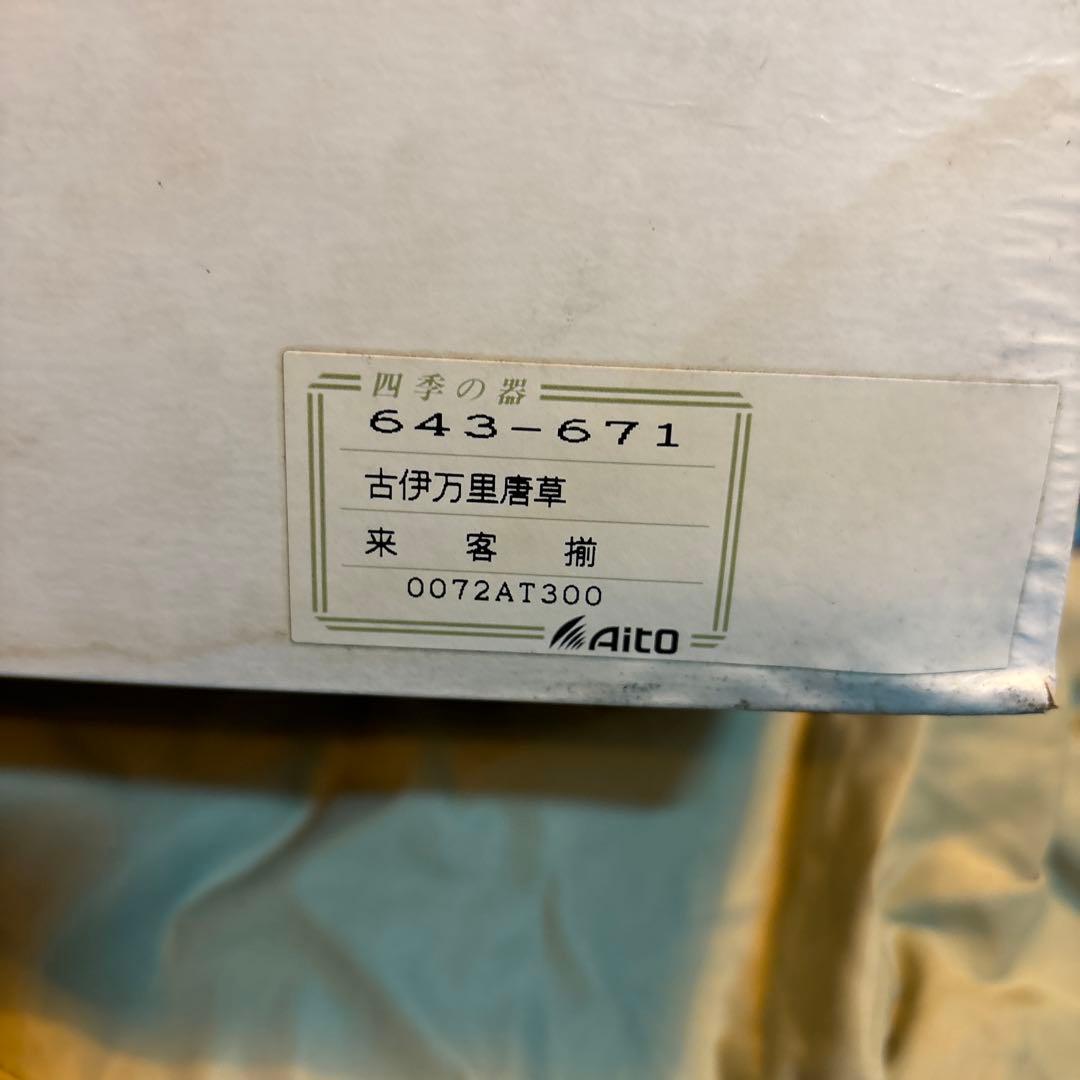 四季の器
643-671
古伊万里唐草
来 客 揃
0072AT300
Aito